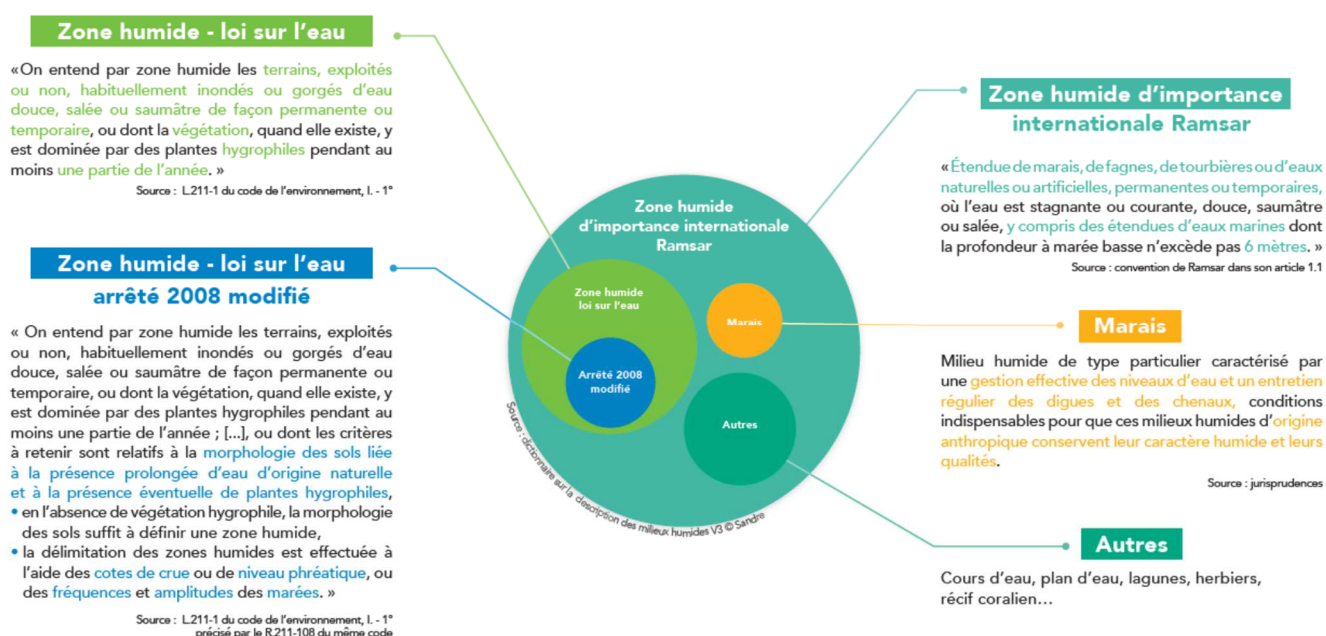 Zone humide - loi sur l'eau
«On entend par zone humide les terrains, exploités
ou non, habituellement inondés ou gorgés d'eau
douce, salée ou saumâtre de façon permanente ou
temporaire, ou dont la végétation, quand elle existe, y
est dominée par des plantes hygrophiles pendant au
moins une partie de l'année. »
Source : L.211-1 du code de l'environnement, I. - 1°
Zone humide - loi sur l'eau
arrêté 2008 modifié
« On entend par zone humide les terrains, exploités
ou non, habituellement inondés ou gorgés d'eau
douce, salée ou saumâtre de façon permanente ou
temporaire, ou dont la végétation, quand elle existe, y
est dominée par des plantes hygrophiles pendant au
moins une partie de l'année ; [...], ou dont les critères
à retenir sont relatifs à la morphologie des sols liée
à la présence prolongée d'eau d'origine naturelle
et à la présence éventuelle de plantes hygrophiles,
• en l'absence de végétation hygrophile, la morphologie
des sols suffit à définir une zone humide,
• la délimitation des zones humides est effectuée à
l'aide des cotes de crue ou de niveau phréatique, ou
des fréquences et amplitudes des marées. »
Source : L.211-1 du code de l'environnement, I. - 1°
précisé par le R.211-108 du même code
Zone humide
d'importance internationale
Ramsar
Zone humide
loi sur l'eau
Arrêté 2008
modifié
Marais
Autres
Source : dictionnaire sur la description des milieux humides V3 © Sandre
Zone humide d'importance
internationale Ramsar
« Étendue de marais, de fagnes, de tourbières ou d'eaux
naturelles ou artificielles, permanentes ou temporaires,
où l'eau est stagnante ou courante, douce, saumâtre
ou salée, y compris des étendues d'eaux marines dont
la profondeur à marée basse n'excède pas 6 mètres. »
Source : convention de Ramsar dans son article 1.1
Marais
Milieu humide de type particulier caractérisé par
une gestion effective des niveaux d'eau et un entretien
régulier des digues et des chenaux, conditions
indispensables pour que ces milieux humides d'origine
anthropique conservent leur caractère humide et leurs
qualités.
Source : jurisprudences
Autres
Cours d'eau, plan d'eau, lagunes, herbiers,
récif coralien…